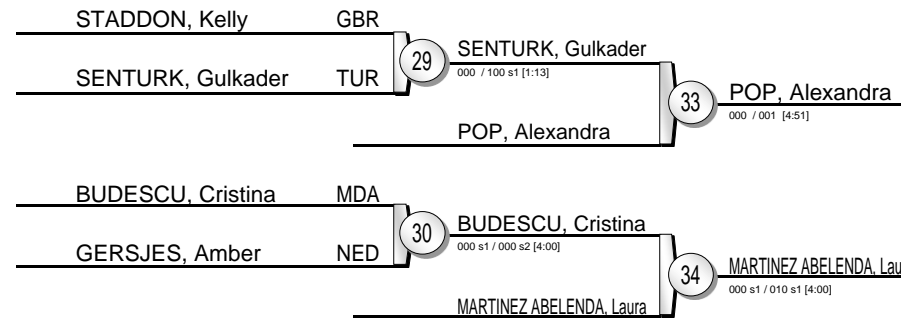 STADDON, Kelly GBR
29
SENTURK, Gulkader
000 / 100 s1 [1:13]
SENTURK, Gulkader TUR
33
POP, Alexandra
000 / 001 [4:51]
POP, Alexandra
BUDESCU, Cristina MDA
30
BUDESCU, Cristina
000 s1 / 000 s2 [4:00]
GERSJES, Amber NED
34
MARTINEZ ABELENDA, Lau
000 s1 / 010 s1 [4:00]
MARTINEZ ABELENDA, Laura